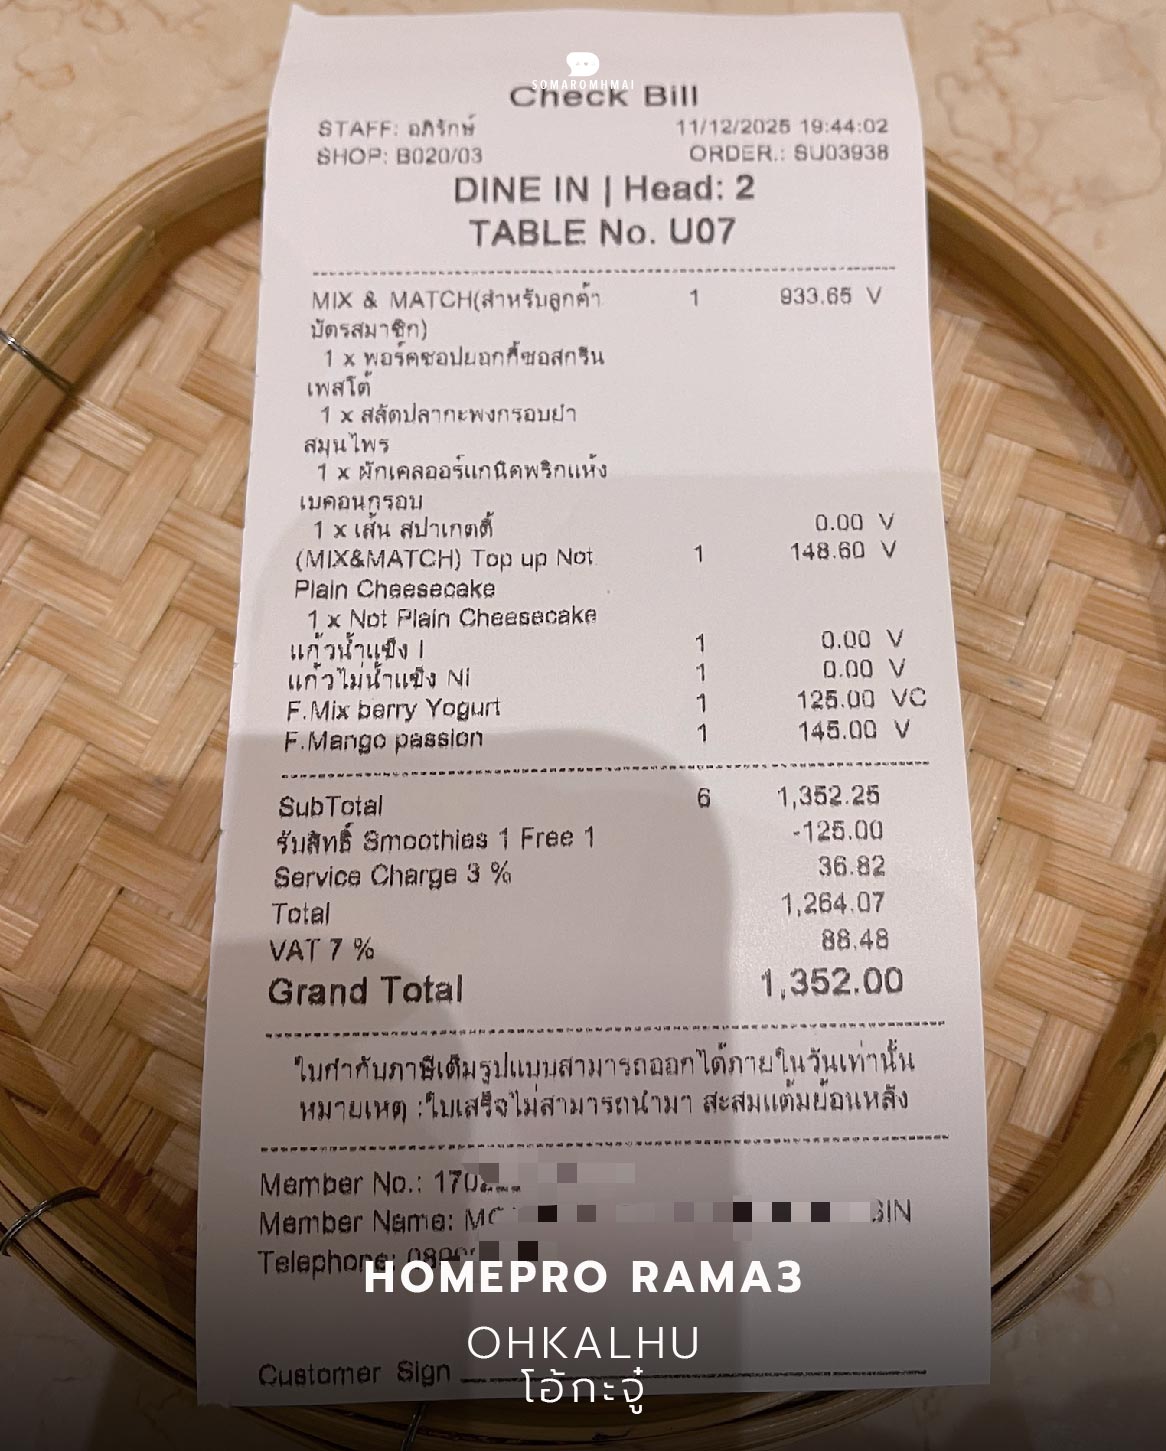 SOMAROMHMAI
Check Bill
STAFF: อภิรักษ์ 11/12/2025 19:44:02
SHOP: B020/03 ORDER.: SU03938
DINE IN | Head: 2
TABLE No. U07
MIX & MATCH(สำหรับลูกค้า 1 933.65 V
บัตรสมาชิก)
1 x พอร์คชอปยอกกี้ซอสกรีน
เพสโต้
1 x สลัดปลากะพงกรอบยำ
สมุนไพร
1 x ผักเคลออร์แกนิคพริกแห้ง
เบคอนกรอบ
1 x เส้น สปาเกตตี้ 0.00 V
(MIX&MATCH) Top up Not 1 148.60 V
Plain Cheesecake
1 x Not Plain Cheesecake
แก้วน้ำแข็ง I 1 0.00 V
แก้วไม่น้ำแข็ง NI 1 0.00 V
F.Mix berry Yogurt 1 125.00 VC
F.Mango passion 1 145.00 V
SubTotal 6 1,352.25
รับสิทธิ์ Smoothies 1 Free 1 -125.00
Service Charge 3 % 36.82
Total 1,264.07
VAT 7 % 88.48
Grand Total 1,352.00
ใบกำกับภาษีเต็มรูปแบบสามารถออกได้ภายในวันเท่านั้น
หมายเหตุ :ใบเสร็จไม่สามารถนำมา สะสมแต้มย้อนหลัง
Member No.: 170
Member Name: MC SIN
Telephone: 089
HOMEPRO RAMA3
OHKALHU
โอ้กะจู๋
Customer Sign